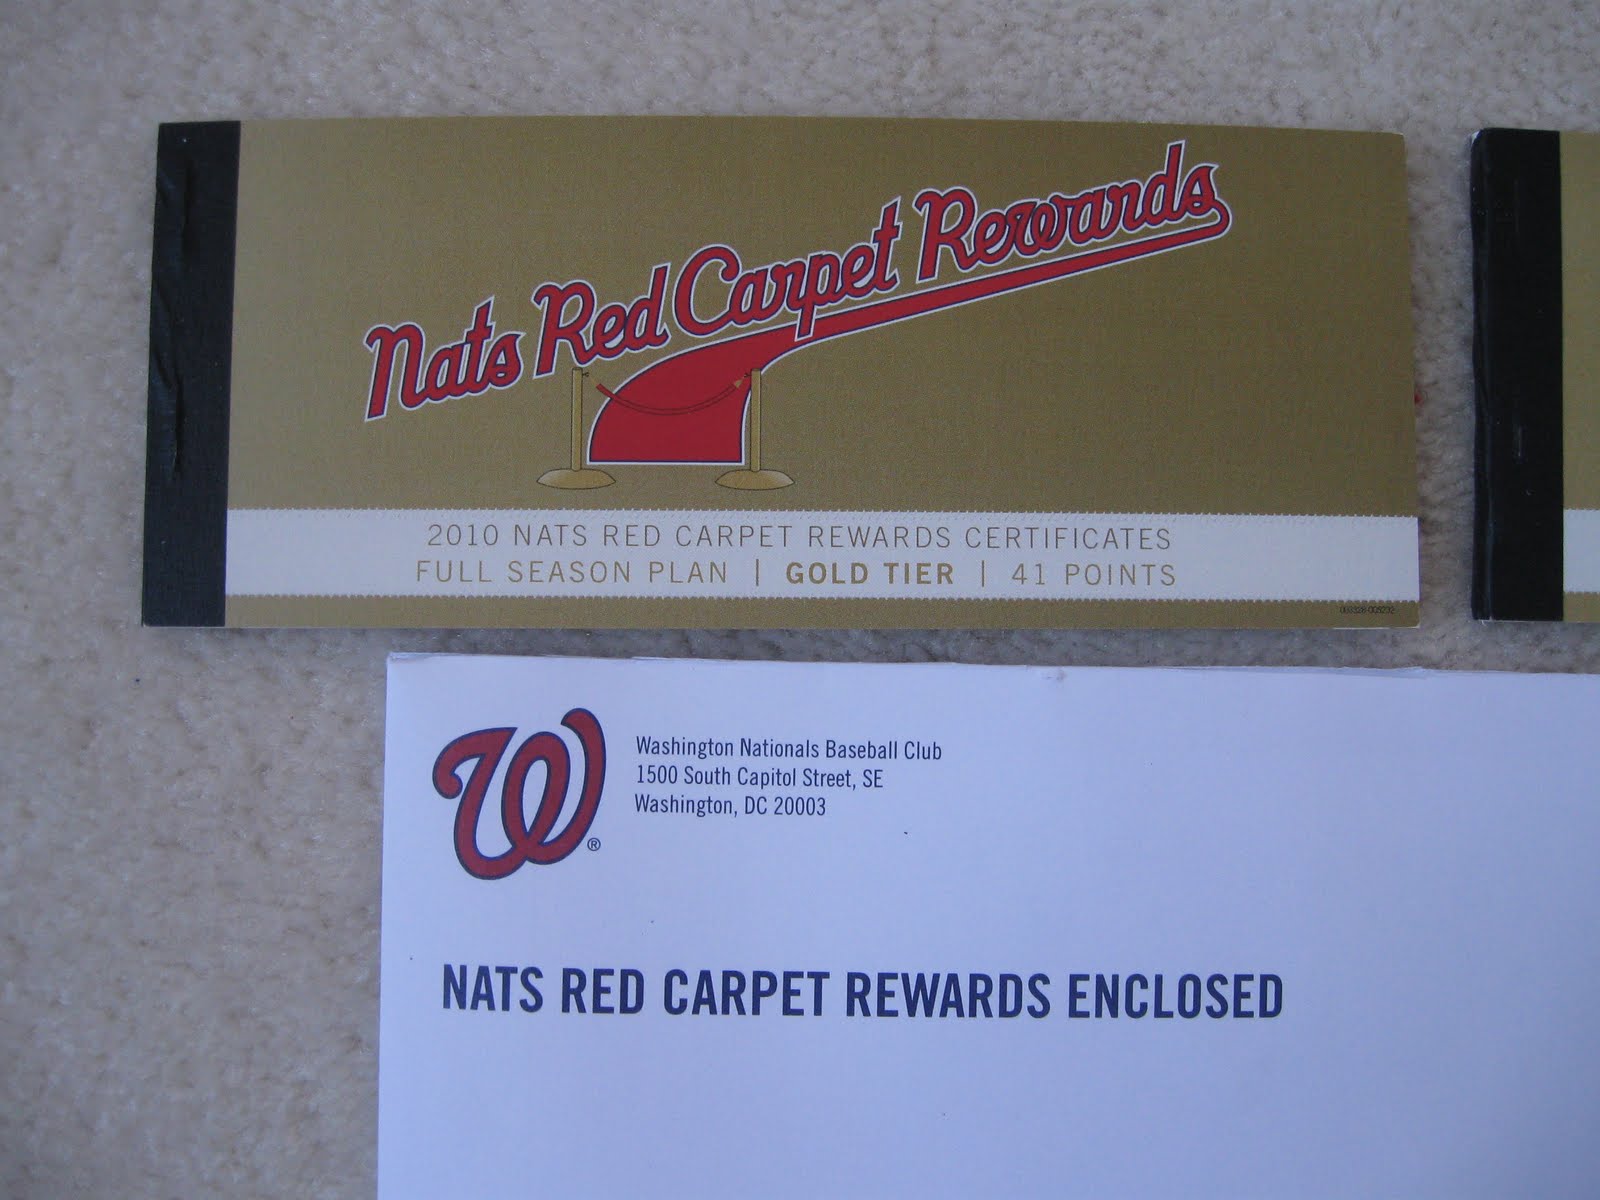 Nats Red Carpet Rewards
2010 NATS RED CARPET REWARDS CERTIFICATES
FULL SEASON PLAN | GOLD TIER | 41 POINTS
W®
Washington Nationals Baseball Club
1500 South Capitol Street, SE
Washington, DC 20003
NATS RED CARPET REWARDS ENCLOSED